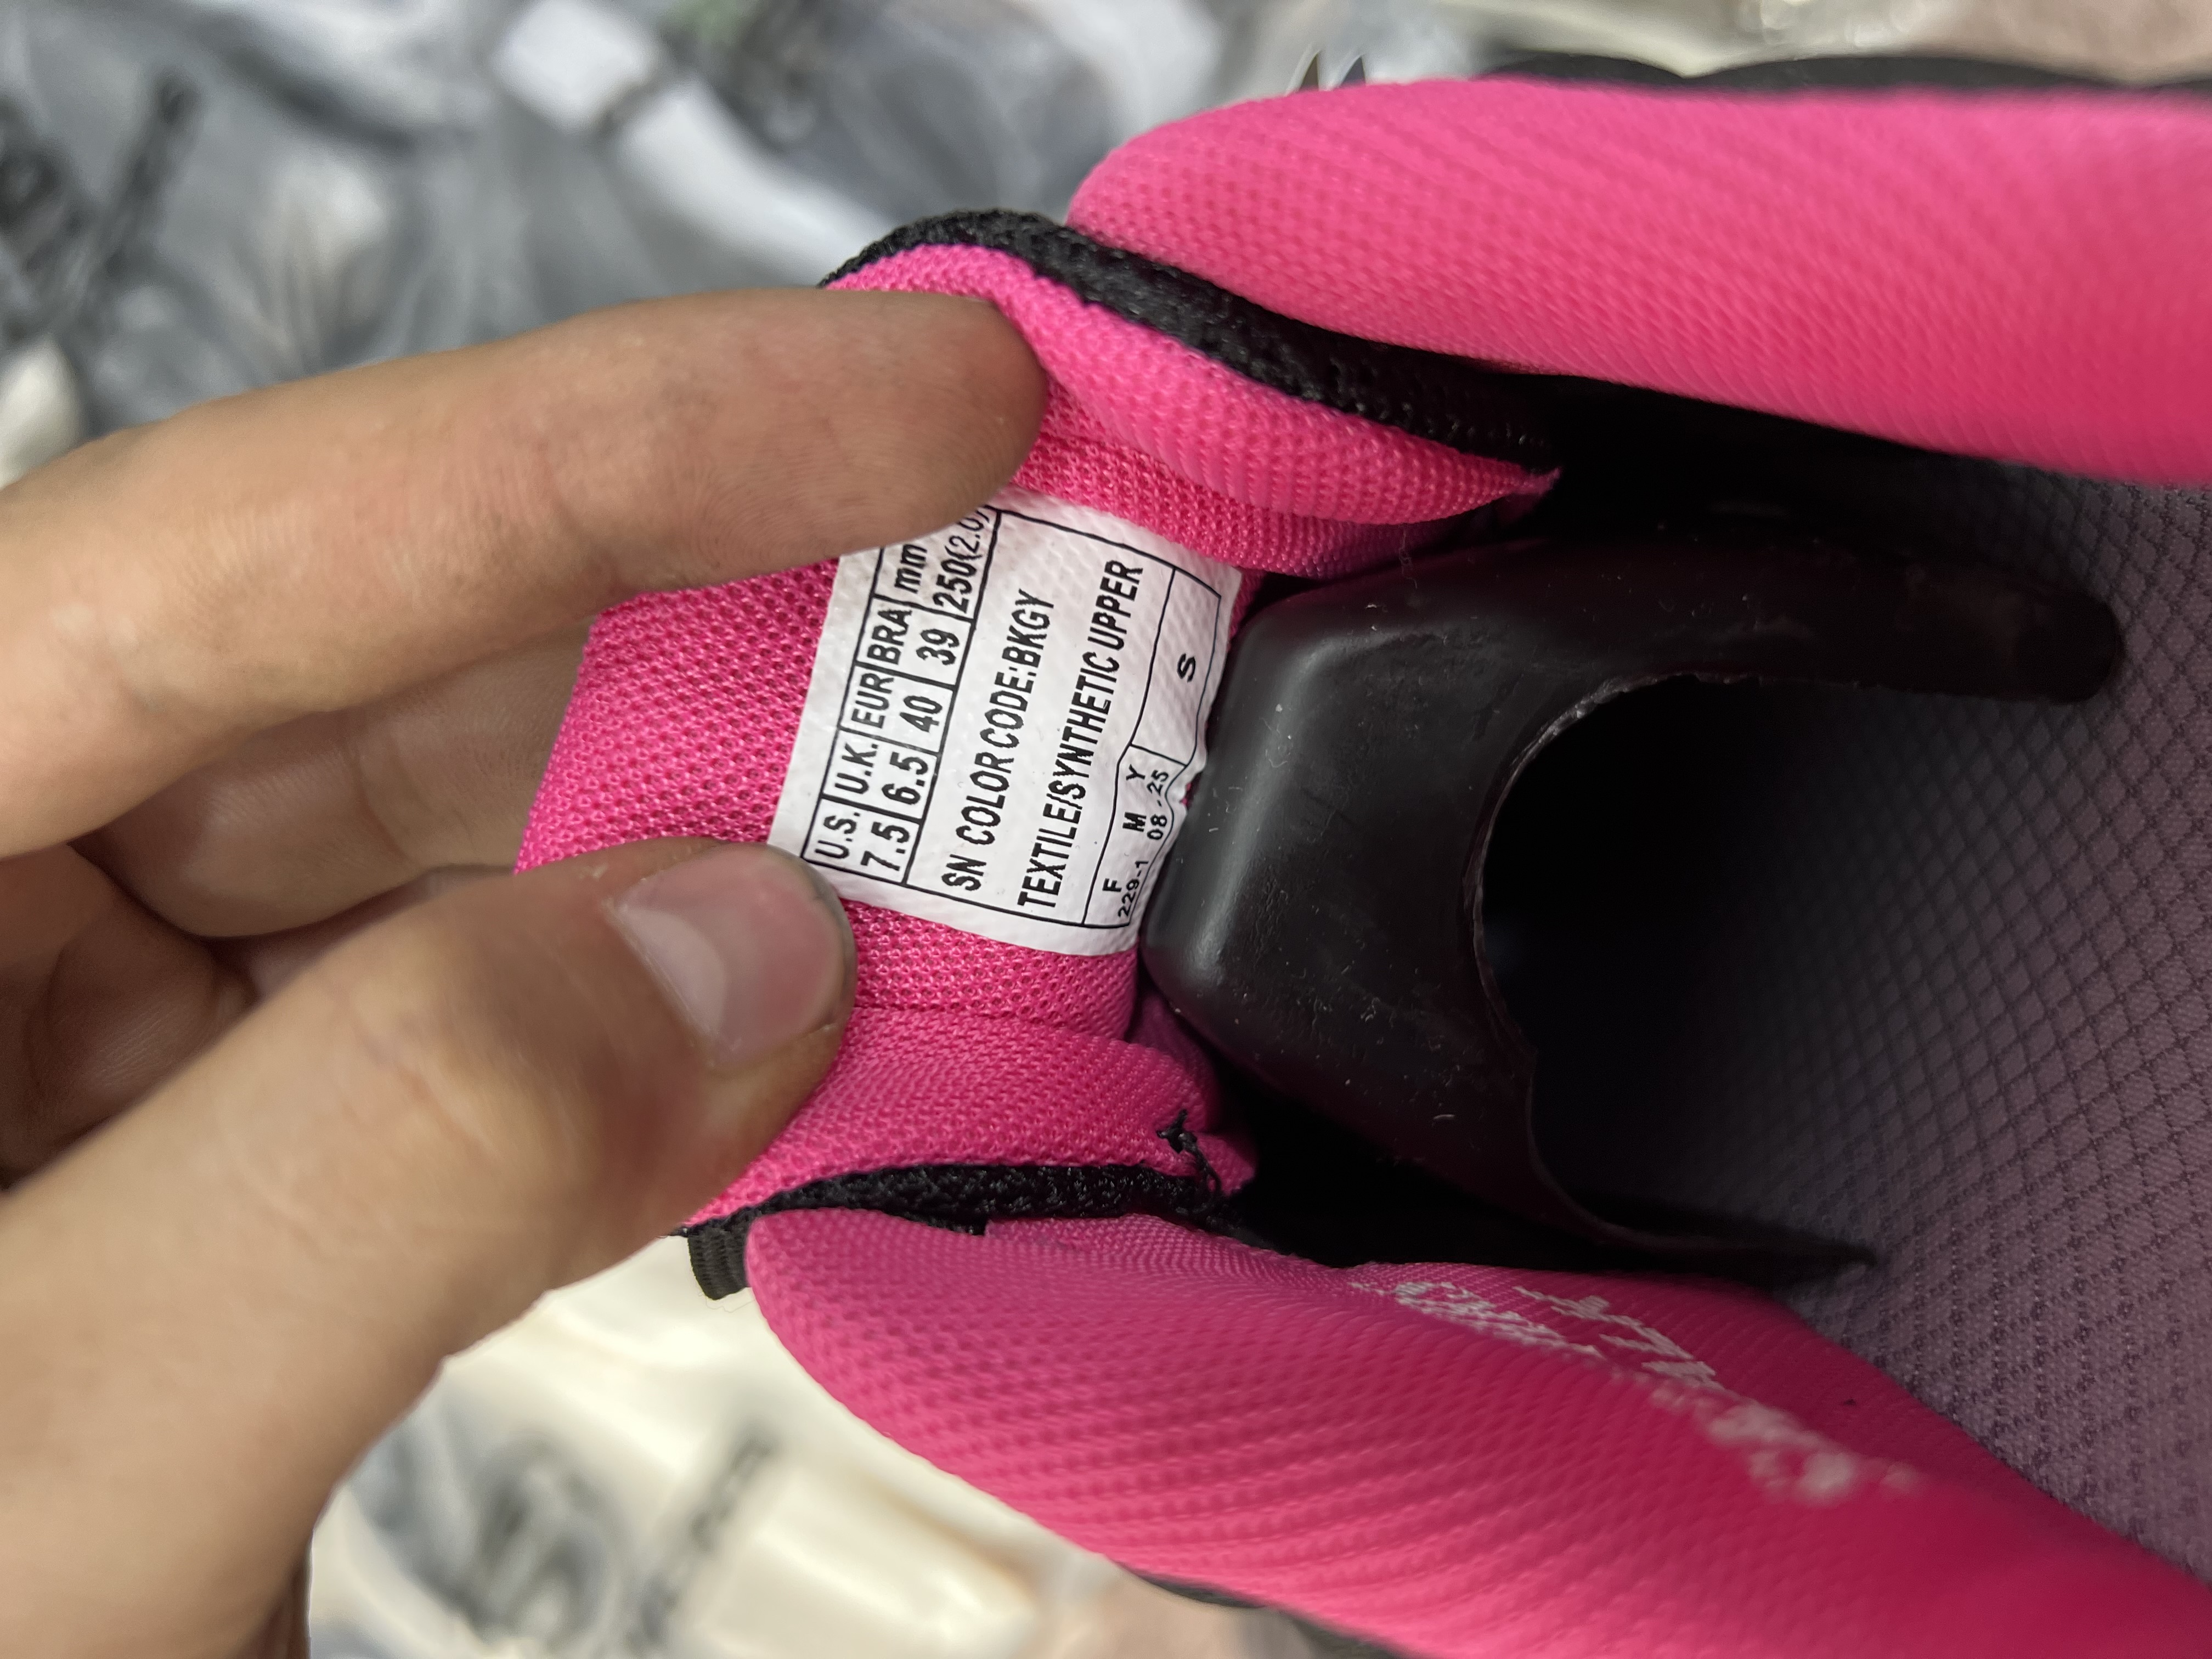 U.S. U.K. EUR BRA mm
7.5 6.5 40 39 250(2.0)
SN COLOR CODE:BKGY
TEXTILE/SYNTHETIC UPPER
F M Y S
229-1 08 - 25